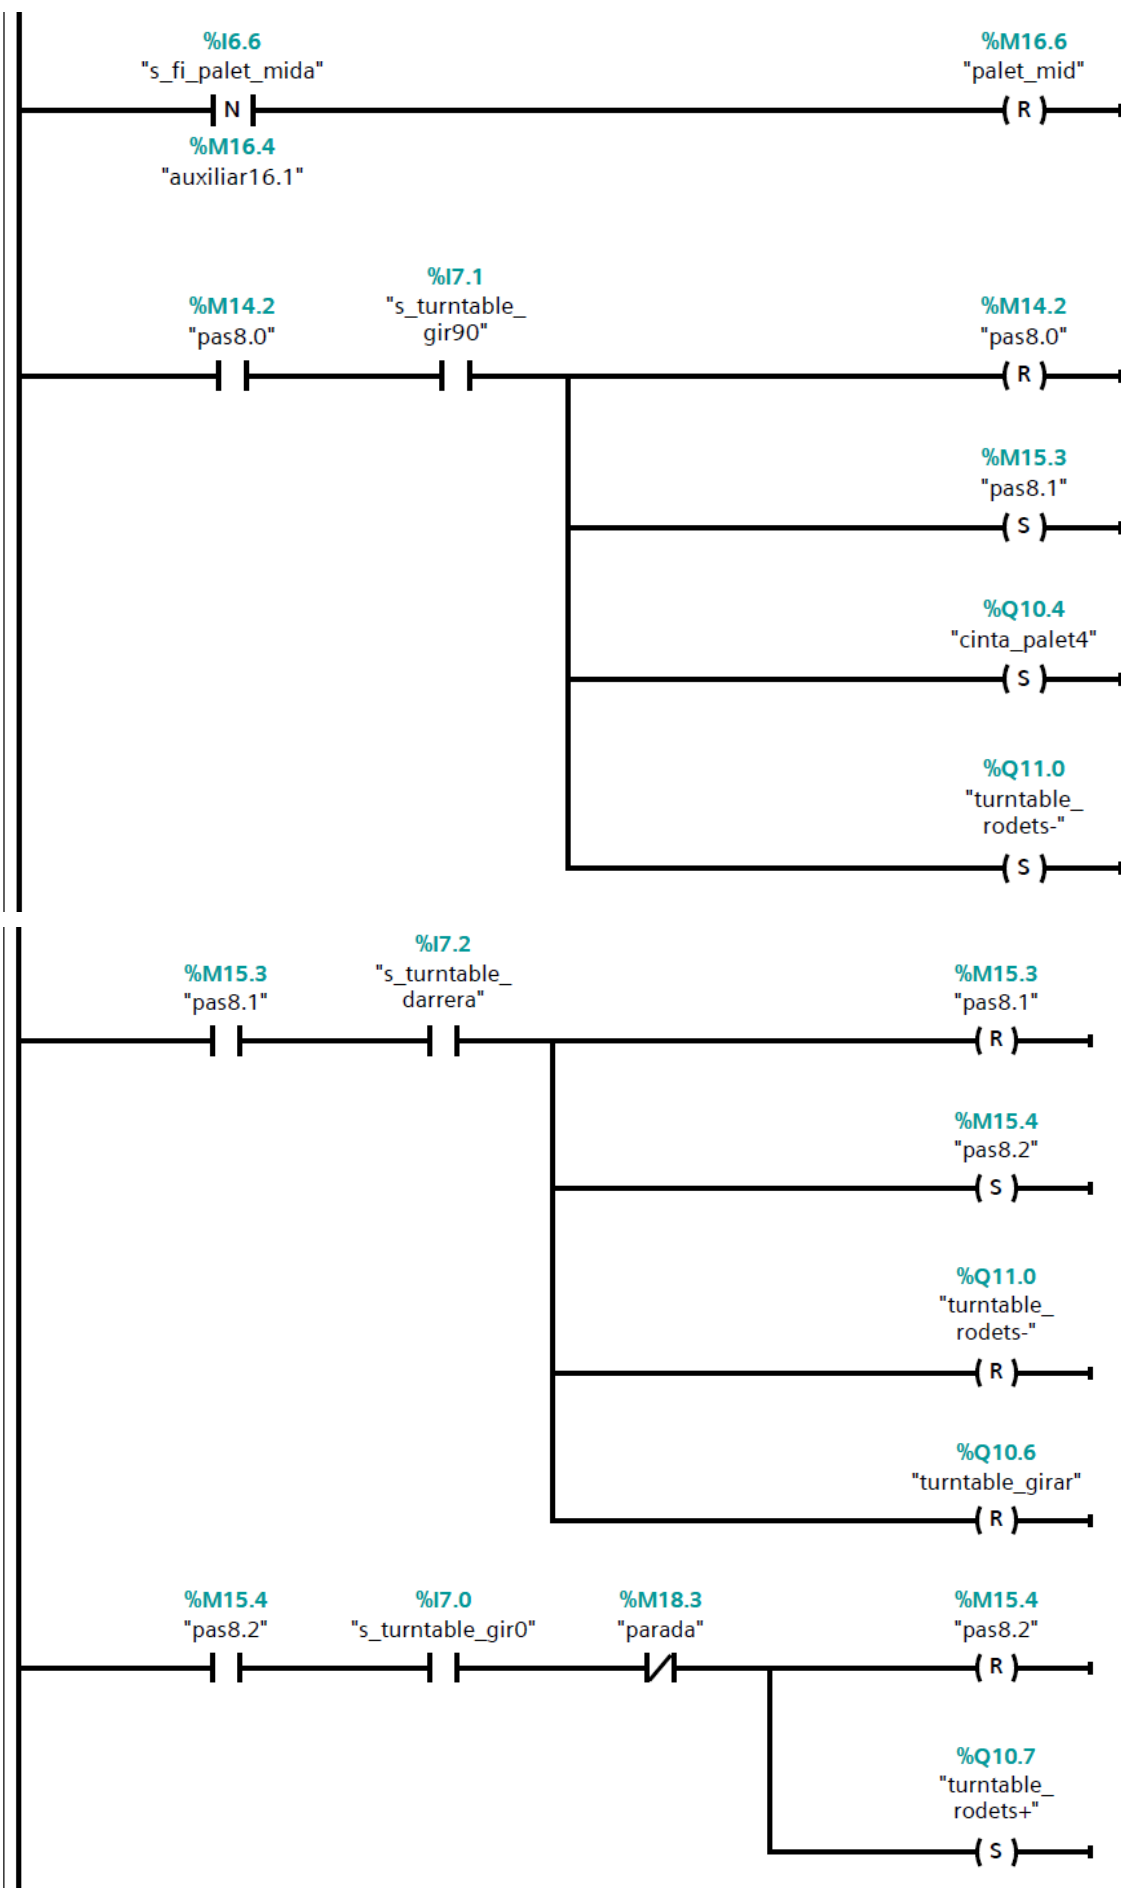 %I6.6
"s_fi_palet_mida"
N
%M16.4
"auxiliar16.1"
%M16.6
"palet_mid"
R
%M14.2
"pas8.0"
%I7.1
"s_turntable_
gir90"
%M14.2
"pas8.0"
R
%M15.3
"pas8.1"
S
%Q10.4
"cinta_palet4"
S
%Q11.0
"turntable_
rodets-"
S
%M15.3
"pas8.1"
%I7.2
"s_turntable_
darrera"
%M15.3
"pas8.1"
R
%M15.4
"pas8.2"
S
%Q11.0
"turntable_
rodets-"
R
%Q10.6
"turntable_girar"
R
%M15.4
"pas8.2"
%I7.0
"s_turntable_gir0"
%M18.3
"parada"
%M15.4
"pas8.2"
R
%Q10.7
"turntable_
rodets+"
S